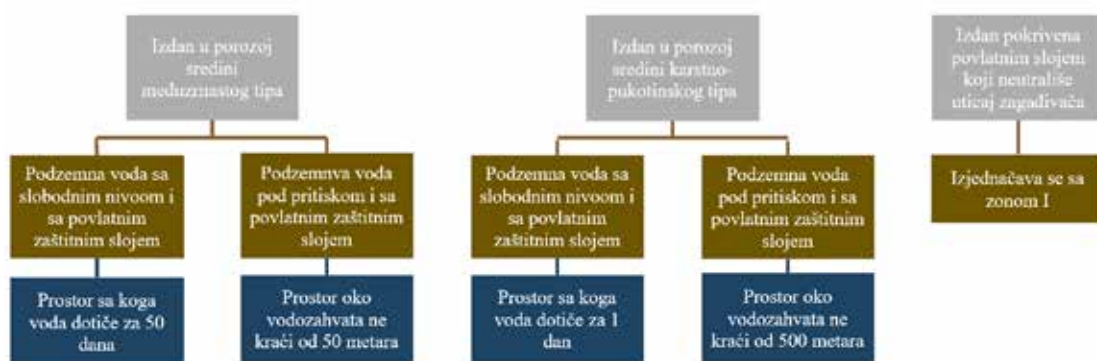 Izdan u porozoj
sredini
međuzrnastog tipa
Podzemna voda sa
slobodnim nivoom i
sa povlatnim
zaštitnim slojem
Prostor sa koga
voda dotiče za 50
dana
Podzemnva voda
pod pritiskom i sa
povlatnim zaštitnim
slojem
Prostor oko
vodozahvata ne
kraći od 50 metara
Izdan u porozoj
sredini karstno-
pukotinskog tipa
Podzemna voda sa
slobodnim nivoom i
sa povlatnim
zaštitnim slojem
Prostor sa koga
voda dotiče za 1
dan
Podzemna voda
pod pritiskom i sa
povlatnim zaštitnim
slojem
Prostor oko
vodozahvata ne
kraći od 500 metara
Izdan pokrivena
povlatnim slojem
koji neutrališe
uticaj zagađivača
Izjednačava se sa
zonom I